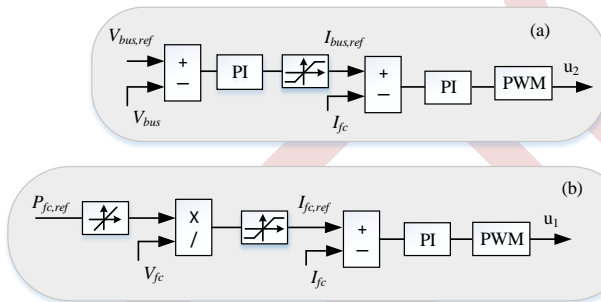 (a)
V_bus,ref
I_bus,ref
u_2
+
−
PI
+
−
PI
PWM
V_bus
I_fc
(b)
P_fc,ref
I_fc,ref
u_1
X
/
+
−
PI
PWM
V_fc
I_fc